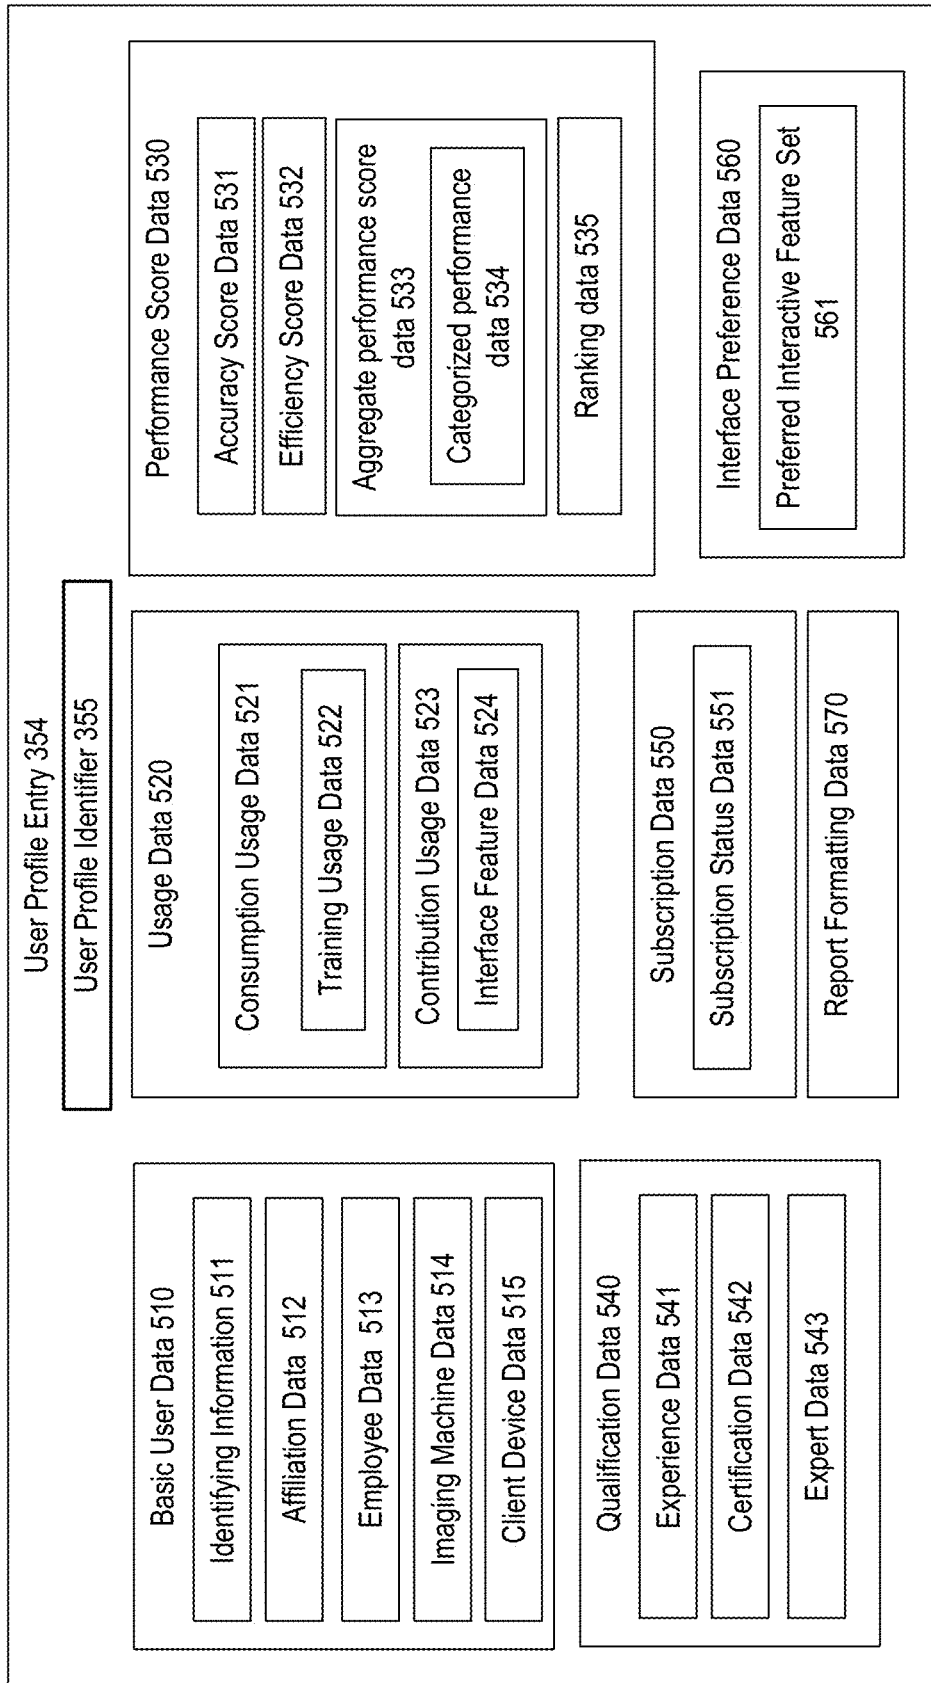 User Profile Entry 354
User Profile Identifier 355
Basic User Data 510
Identifying Information 511
Affiliation Data 512
Employee Data 513
Imaging Machine Data 514
Client Device Data 515
Usage Data 520
Consumption Usage Data 521
Training Usage Data 522
Contribution Usage Data 523
Interface Feature Data 524
Performance Score Data 530
Accuracy Score Data 531
Efficiency Score Data 532
Aggregate performance score
data 533
Categorized performance
data 534
Ranking data 535
Qualification Data 540
Experience Data 541
Certification Data 542
Expert Data 543
Subscription Data 550
Subscription Status Data 551
Report Formatting Data 570
Interface Preference Data 560
Preferred Interactive Feature Set
561